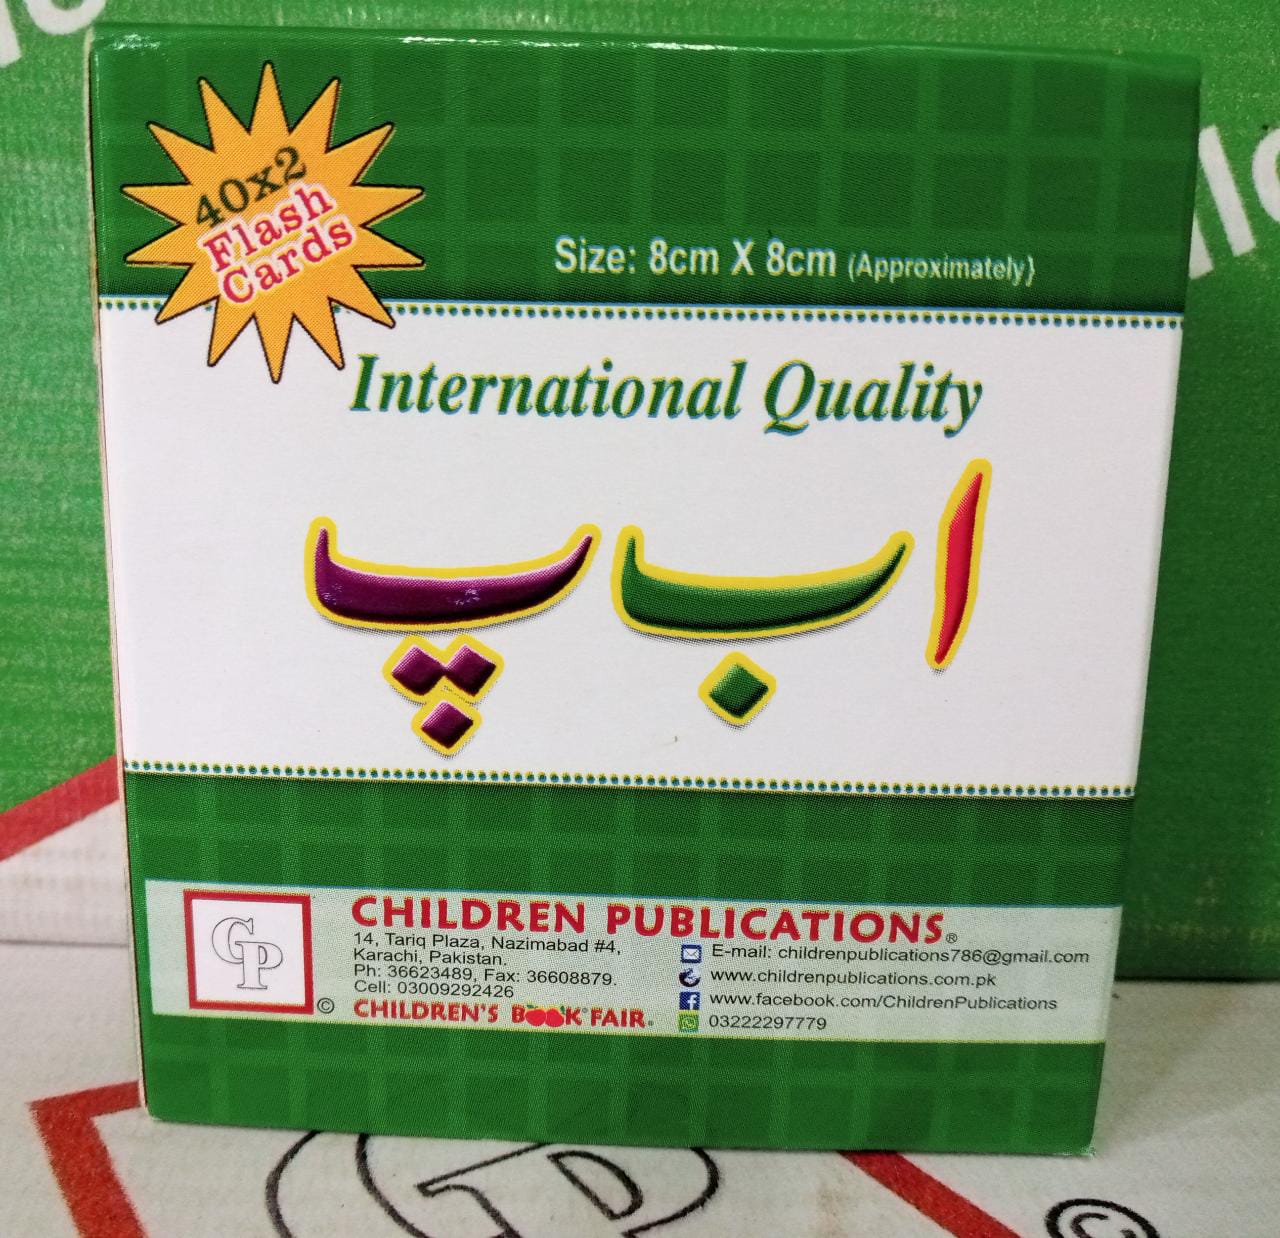 40x2
Flash
Cards
Size: 8cm X 8cm (Approximately}
International Quality
ا ب پ
GP
©
CHILDREN PUBLICATIONS®
14, Tariq Plaza, Nazimabad #4,
Karachi, Pakistan.
Ph: 36623489, Fax: 36608879.
Cell: 03009292426
CHILDREN'S BOOK FAIR®
E-mail: childrenpublications786@gmail.com
www.childrenpublications.com.pk
www.facebook.com/ChildrenPublications
03222297779
GP
©